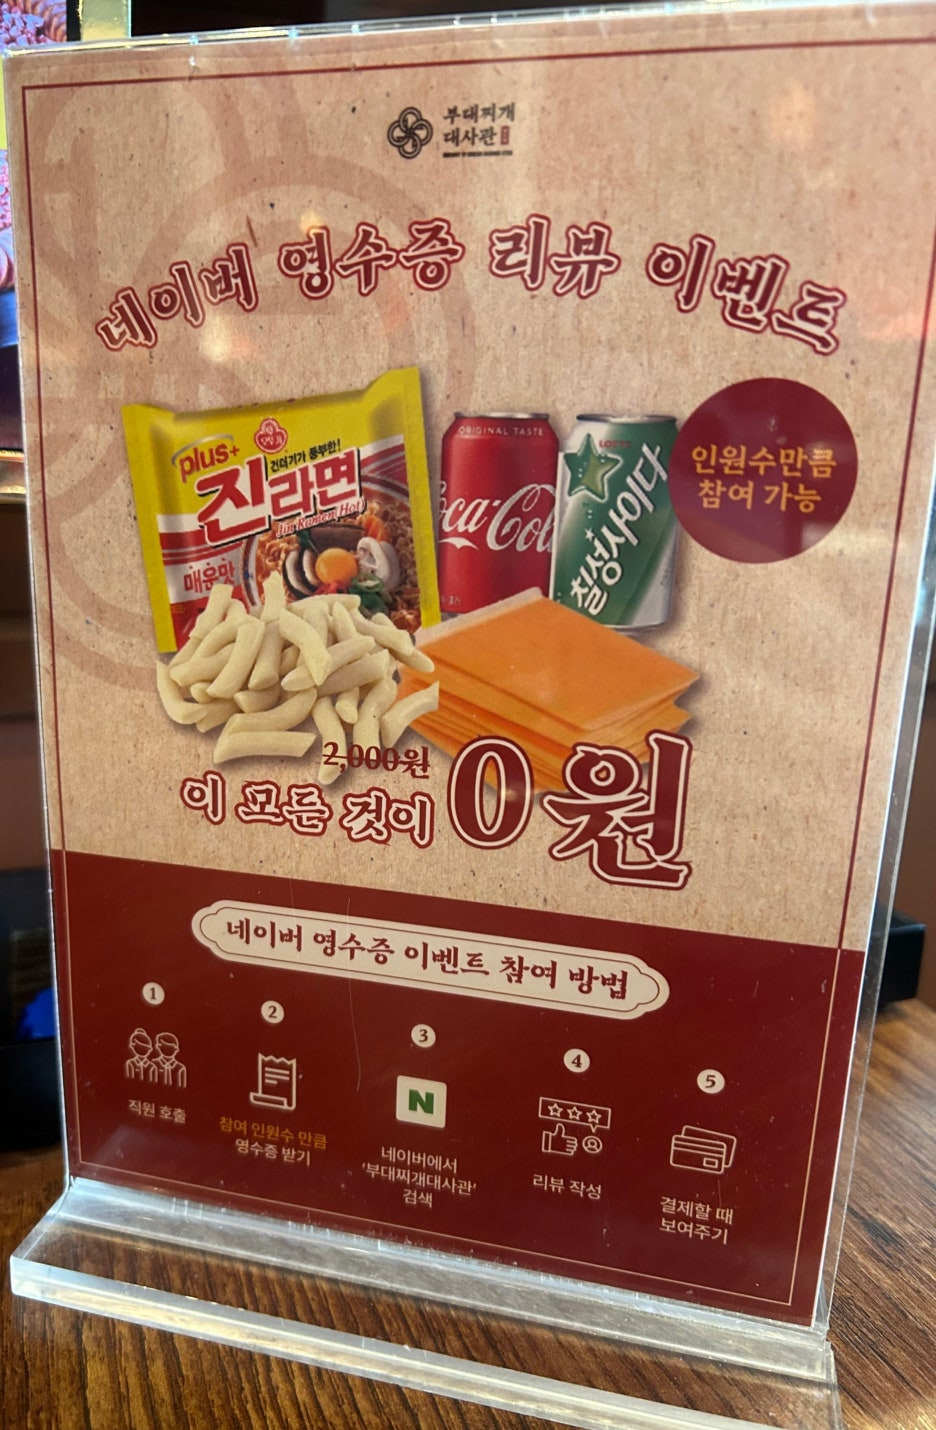 부대찌개
대사관
네이버 영수증 리뷰 이벤트
plus+
오뚜기
건더기가 풍부한!
진라면
Jin Ramen(Hot)
매운맛
ORIGINAL TASTE
Coca-Cola
LOTTE
칠성사이다
인원수만큼
참여 가능
2,000원
이 모든 것이 0원
네이버 영수증 이벤트 참여 방법
1
직원 호출
2
참여 인원수 만큼
영수증 받기
3
N
네이버에서
'부대찌개대사관'
검색
4
리뷰 작성
5
결제할 때
보여주기